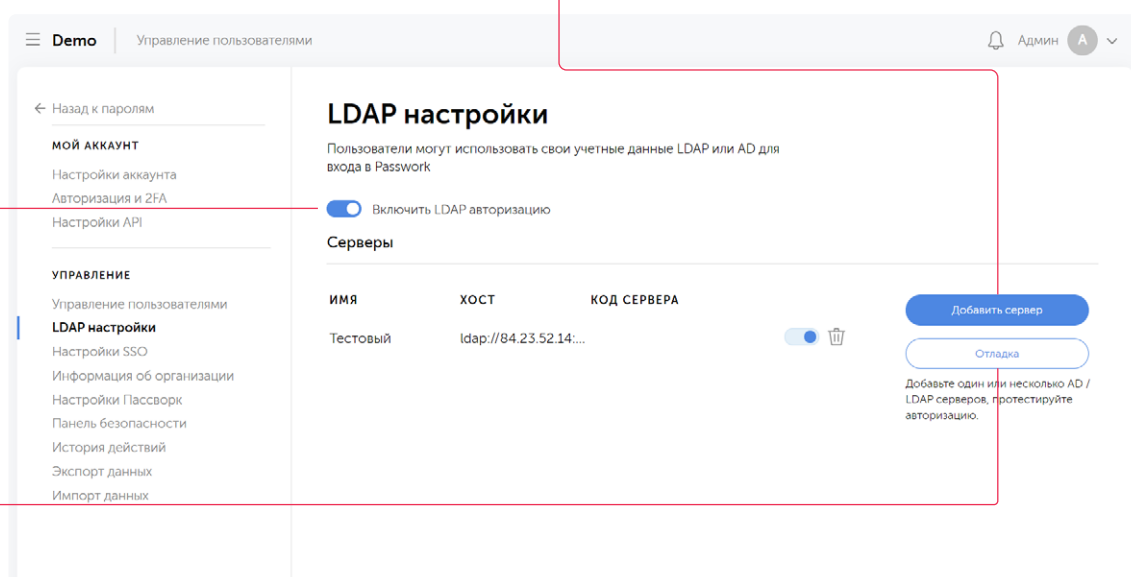 Demo
Управление пользователями
Админ
А
Назад к паролям
МОЙ АККАУНТ
Настройки аккаунта
Авторизация и 2FA
Настройки API
УПРАВЛЕНИЕ
Управление пользователями
LDAP настройки
Настройки SSO
Информация об организации
Настройки Пассворк
Панель безопасности
История действий
Экспорт данных
Импорт данных
LDAP настройки
Пользователи могут использовать свои учетные данные LDAP или AD для
входа в Passwork
Включить LDAP авторизацию
Серверы
ИМЯ ХОСТ КОД СЕРВЕРА
Тестовый ldap://84.23.52.14:...
Добавить сервер
Отладка
Добавьте один или несколько AD /
LDAP серверов, протестируйте
авторизацию.